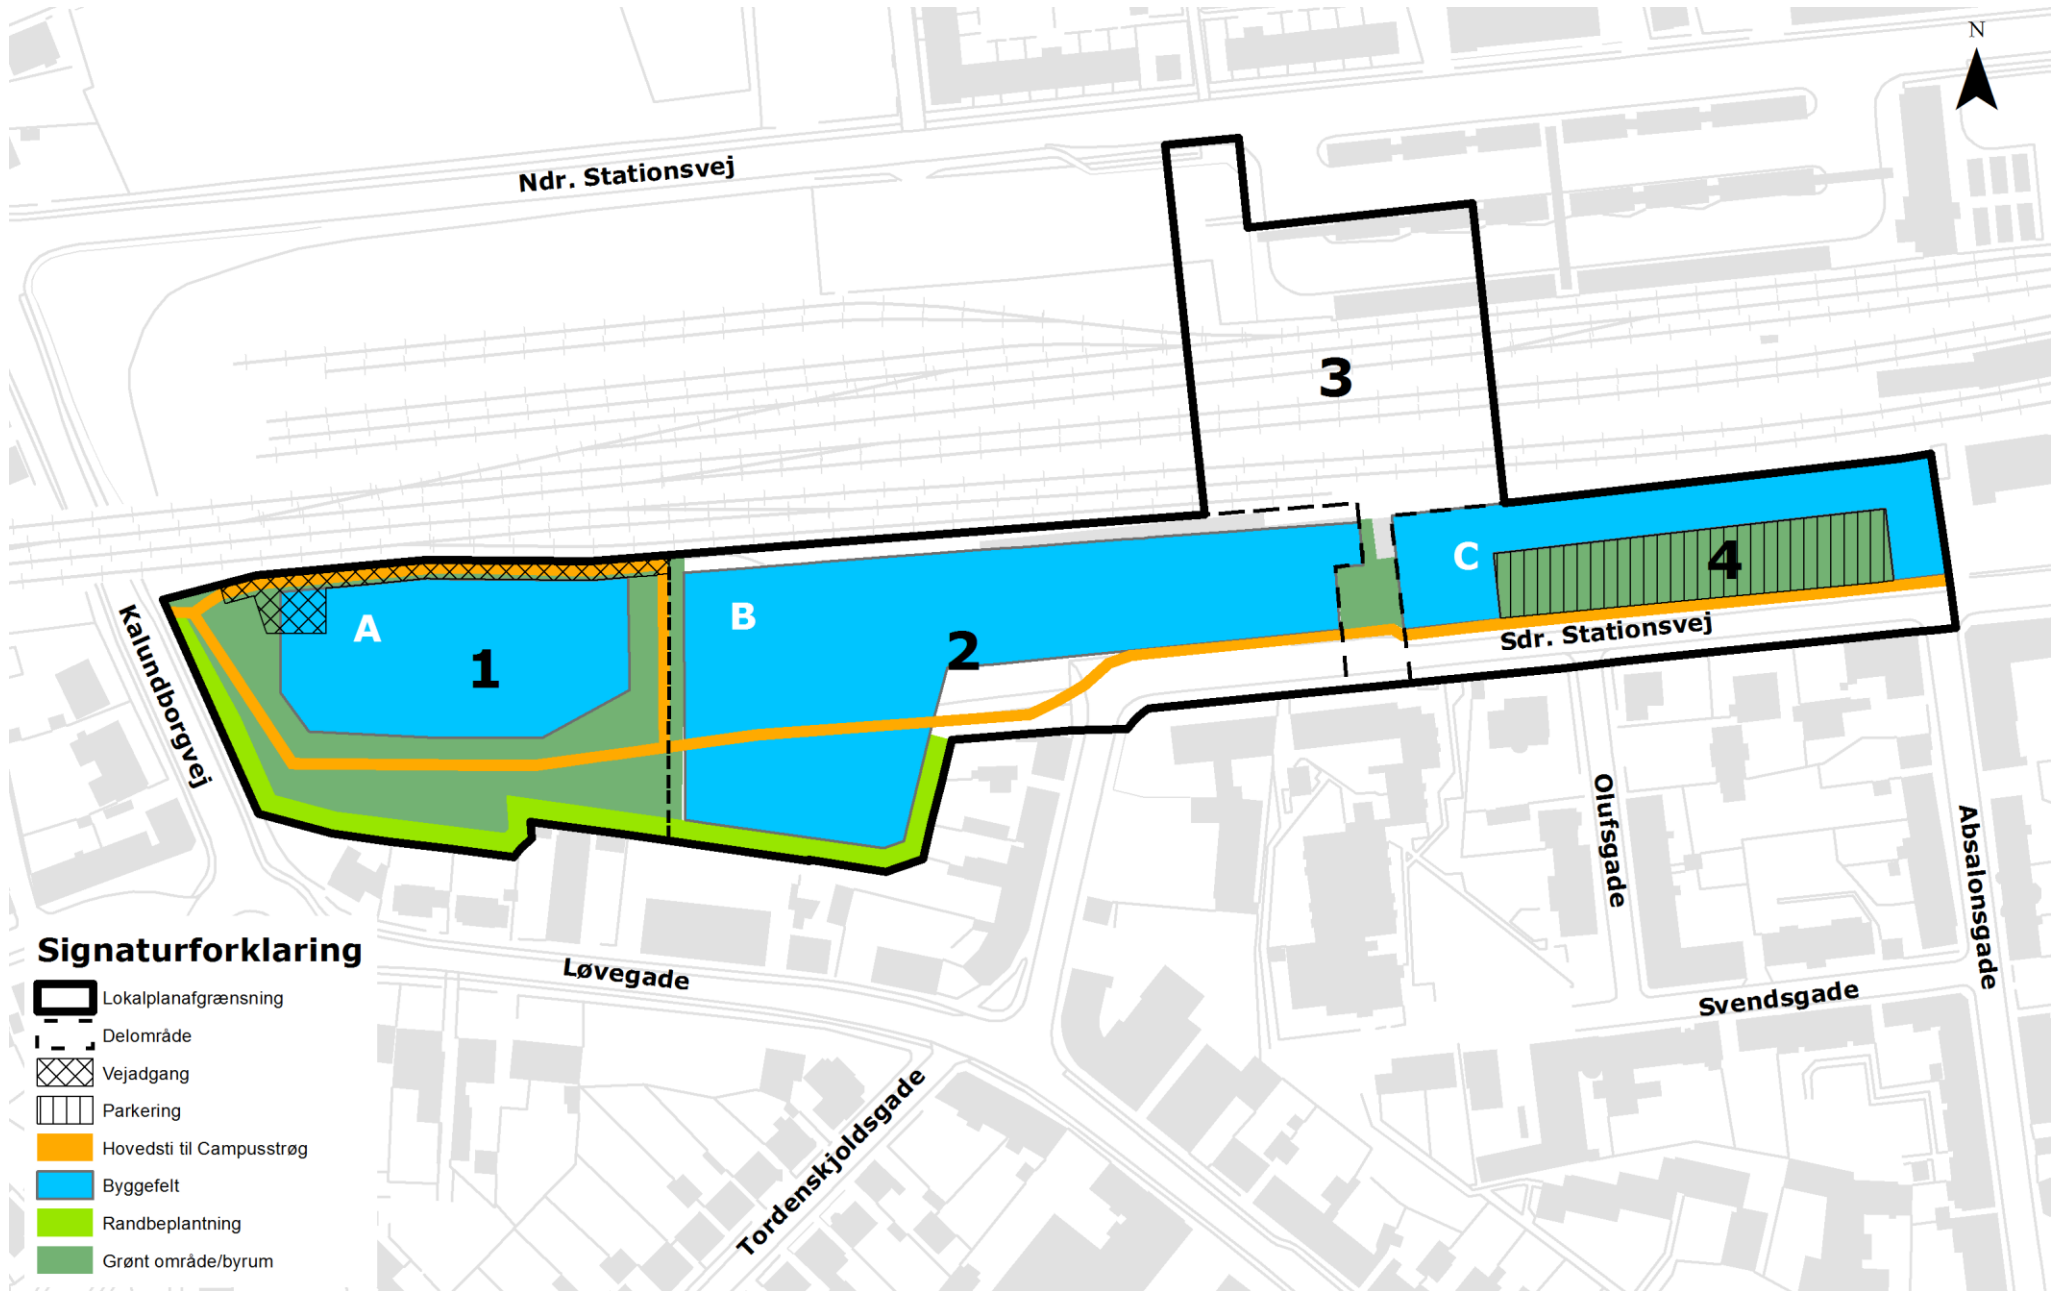 N
Ndr. Stationsvej
3
C
4
A
B
1
2
Sdr. Stationsvej
Kalundborgvej
Olufsgade
Absalonsgade
Løvegade
Svendsgade
Tordenskjoldsgade
Signaturforklaring
Lokalplanafgrænsning
Delområde
Vejadgang
Parkering
Hovedsti til Campusstrøg
Byggefelt
Randbeplantning
Grønt område/byrum